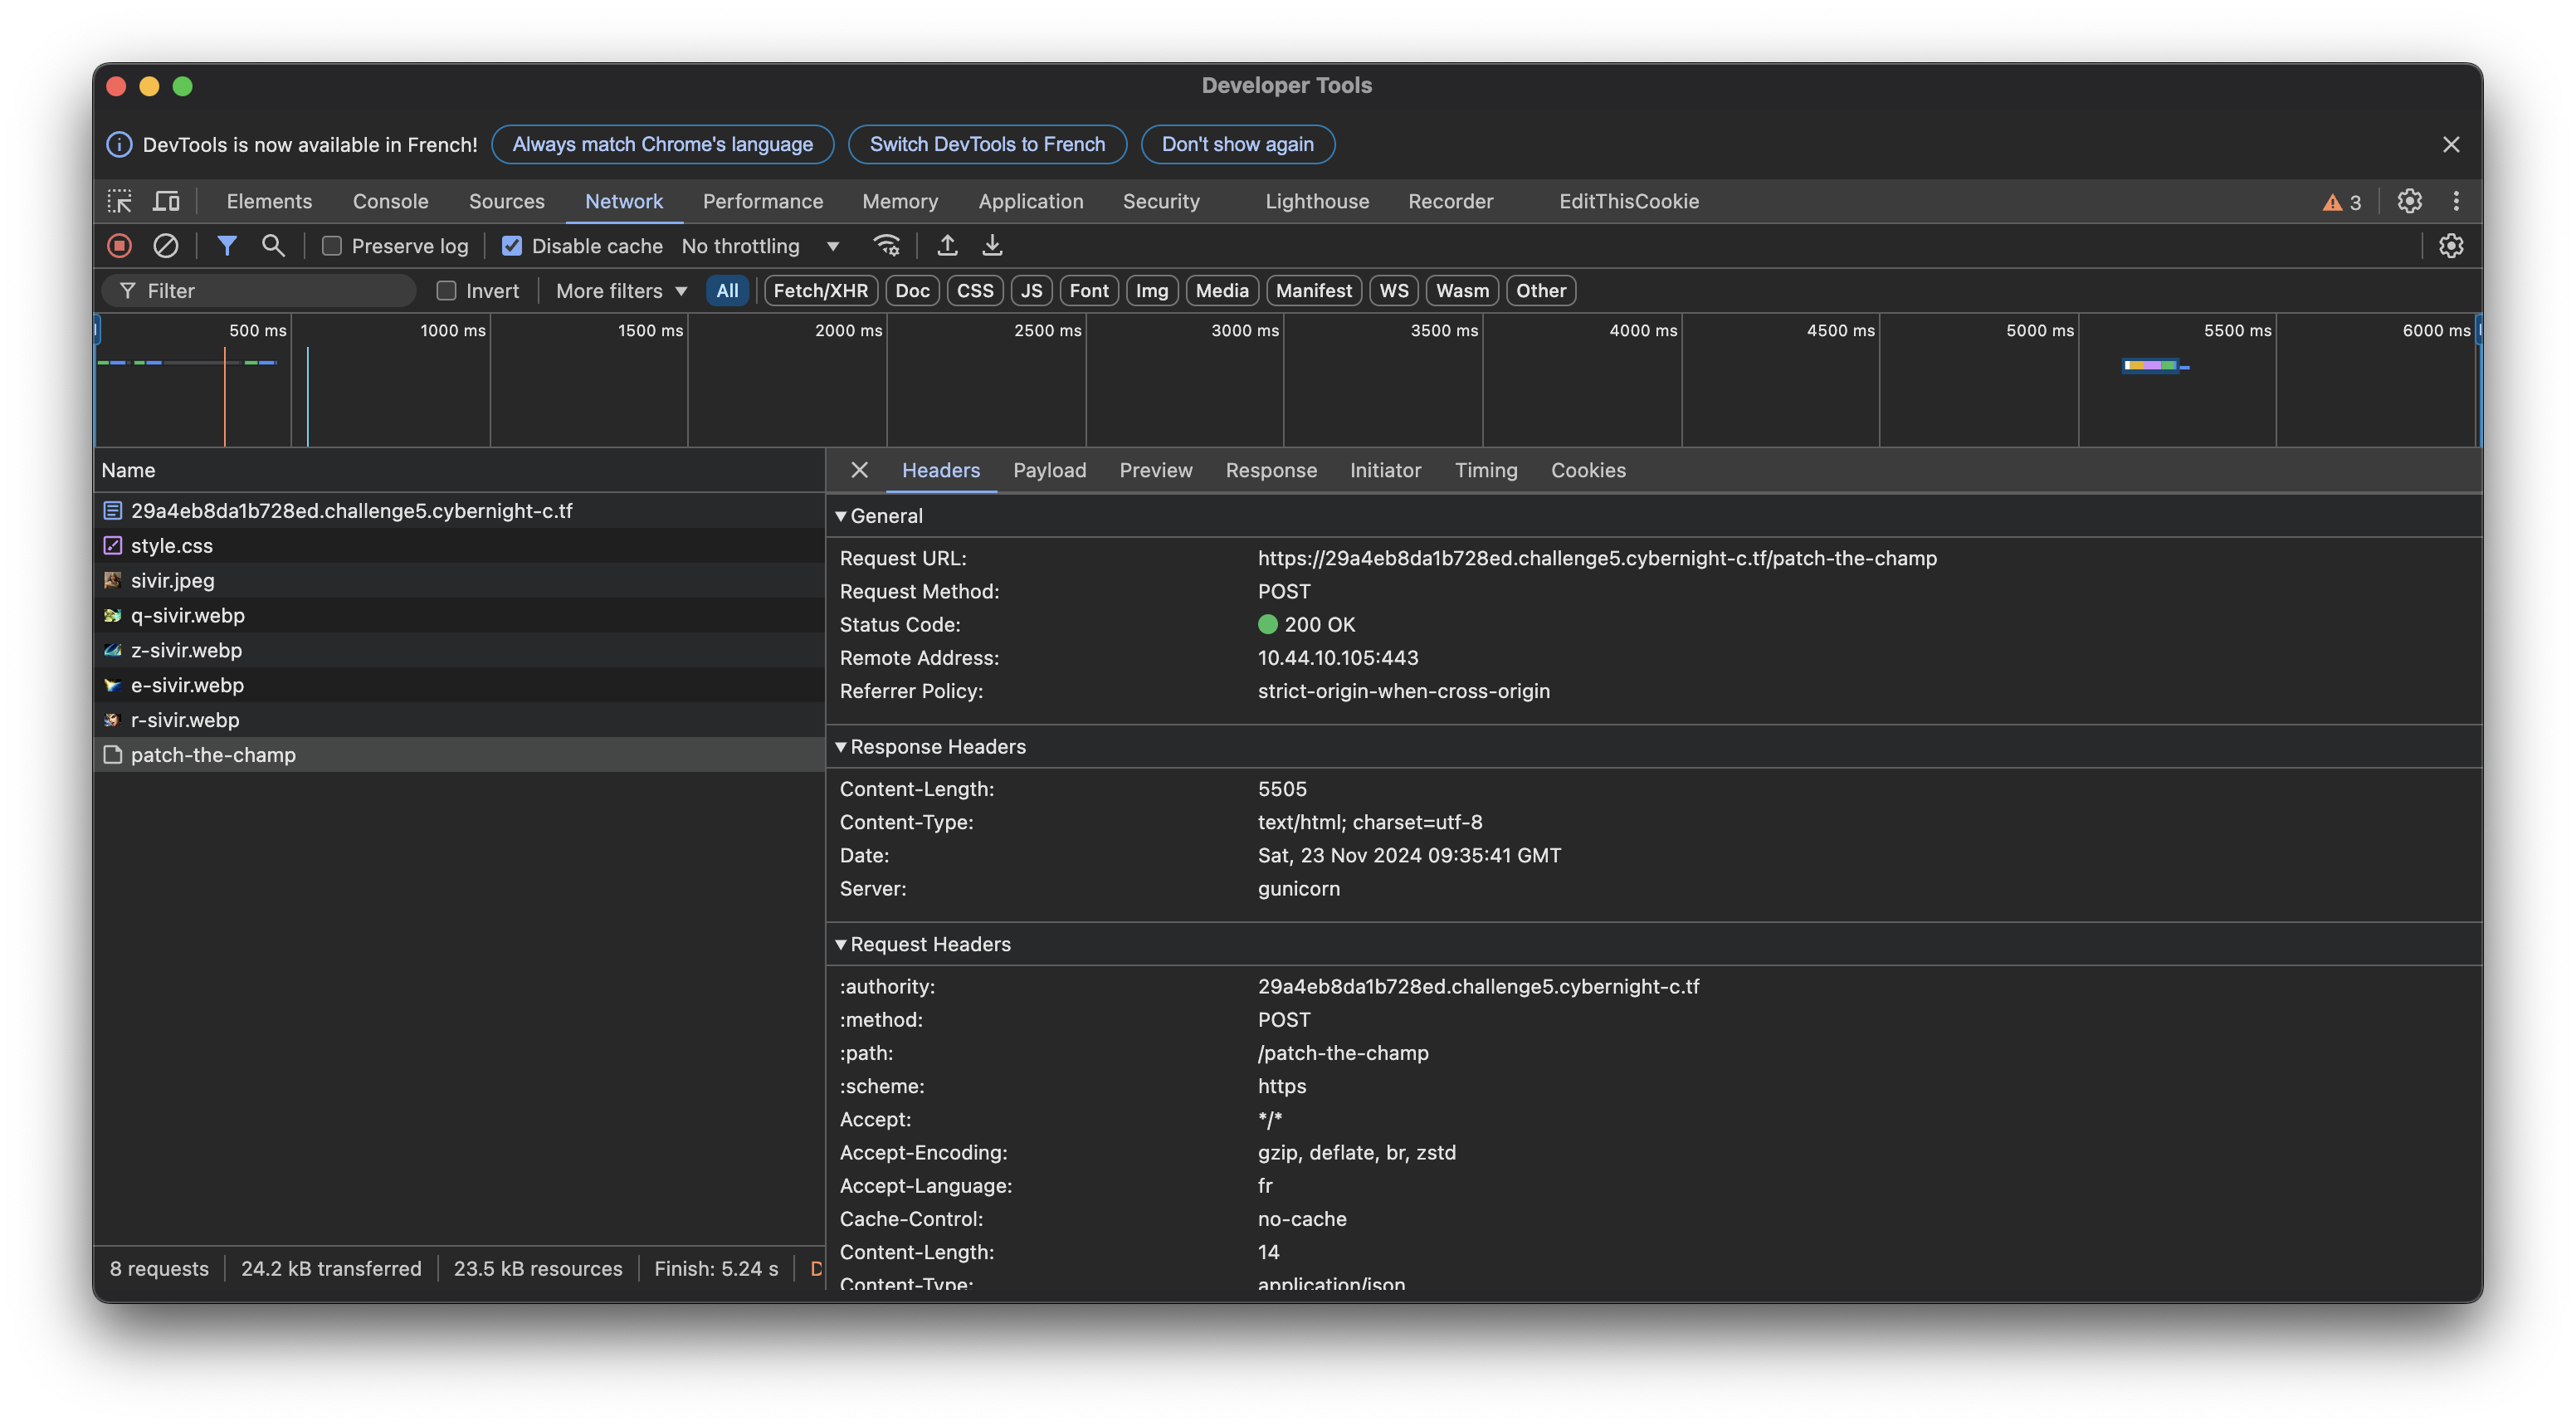 Developer Tools
DevTools is now available in French! Always match Chrome's language Switch DevTools to French Don't show again
Elements Console Sources Network Performance Memory Application Security Lighthouse Recorder EditThisCookie 3
Preserve log Disable cache No throttling
Filter Invert More filters All Fetch/XHR Doc CSS JS Font Img Media Manifest WS Wasm Other
500 ms 1000 ms 1500 ms 2000 ms 2500 ms 3000 ms 3500 ms 4000 ms 4500 ms 5000 ms 5500 ms 6000 ms
Name
29a4eb8da1b728ed.challenge5.cybernight-c.tf
style.css
sivir.jpeg
q-sivir.webp
z-sivir.webp
e-sivir.webp
r-sivir.webp
patch-the-champ
8 requests 24.2 kB transferred 23.5 kB resources Finish: 5.24 s D
Headers Payload Preview Response Initiator Timing Cookies
General
Request URL: https://29a4eb8da1b728ed.challenge5.cybernight-c.tf/patch-the-champ
Request Method: POST
Status Code: 200 OK
Remote Address: 10.44.10.105:443
Referrer Policy: strict-origin-when-cross-origin
Response Headers
Content-Length: 5505
Content-Type: text/html; charset=utf-8
Date: Sat, 23 Nov 2024 09:35:41 GMT
Server: gunicorn
Request Headers
:authority: 29a4eb8da1b728ed.challenge5.cybernight-c.tf
:method: POST
:path: /patch-the-champ
:scheme: https
Accept: */*
Accept-Encoding: gzip, deflate, br, zstd
Accept-Language: fr
Cache-Control: no-cache
Content-Length: 14
Content-Type: application/json